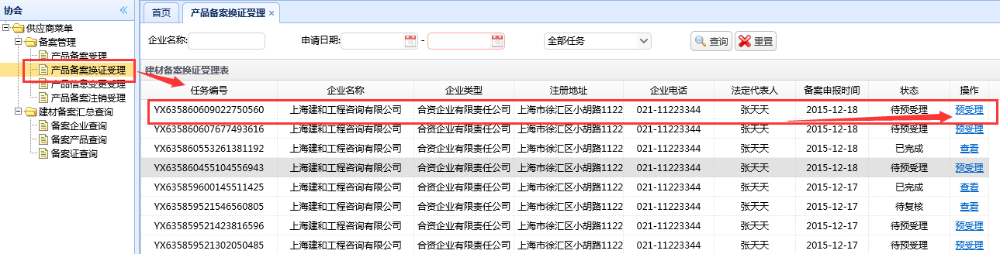 协会
供应商菜单
备案管理
产品备案受理
产品备案换证受理
产品信息变更受理
产品备案注销受理
建材备案汇总查询
备案企业查询
备案产品查询
备案证查询
首页 产品备案换证受理
企业名称: 申请日期: - 全部任务 查询 重置
建材备案换证受理表
任务编号 企业名称 企业类型 注册地址 企业电话 法定代表人 备案申报时间 状态 操作
YX635860609022750560 上海建和工程咨询有限公司 合资企业有限责任公司 上海市徐汇区小胡路1122 021-11223344 张天天 2015-12-18 待预受理 预受理
YX635860607677493616 上海建和工程咨询有限公司 合资企业有限责任公司 上海市徐汇区小胡路1122 021-11223344 张天天 2015-12-18 待预受理 预受理
YX635860553261381192 上海建和工程咨询有限公司 合资企业有限责任公司 上海市徐汇区小胡路1122 021-11223344 张天天 2015-12-18 已完成 查看
YX635860455104556943 上海建和工程咨询有限公司 合资企业有限责任公司 上海市徐汇区小胡路1122 021-11223344 张天天 2015-12-18 待预受理 预受理
YX635859600145511425 上海建和工程咨询有限公司 合资企业有限责任公司 上海市徐汇区小胡路1122 021-11223344 张天天 2015-12-17 已完成 查看
YX635859521546560805 上海建和工程咨询有限公司 合资企业有限责任公司 上海市徐汇区小胡路1122 021-11223344 张天天 2015-12-17 待复核 查看
YX635859521423816596 上海建和工程咨询有限公司 合资企业有限责任公司 上海市徐汇区小胡路1122 021-11223344 张天天 2015-12-17 待预受理 预受理
YX635859521302050485 上海建和工程咨询有限公司 合资企业有限责任公司 上海市徐汇区小胡路1122 021-11223344 张天天 2015-12-17 待预受理 预受理